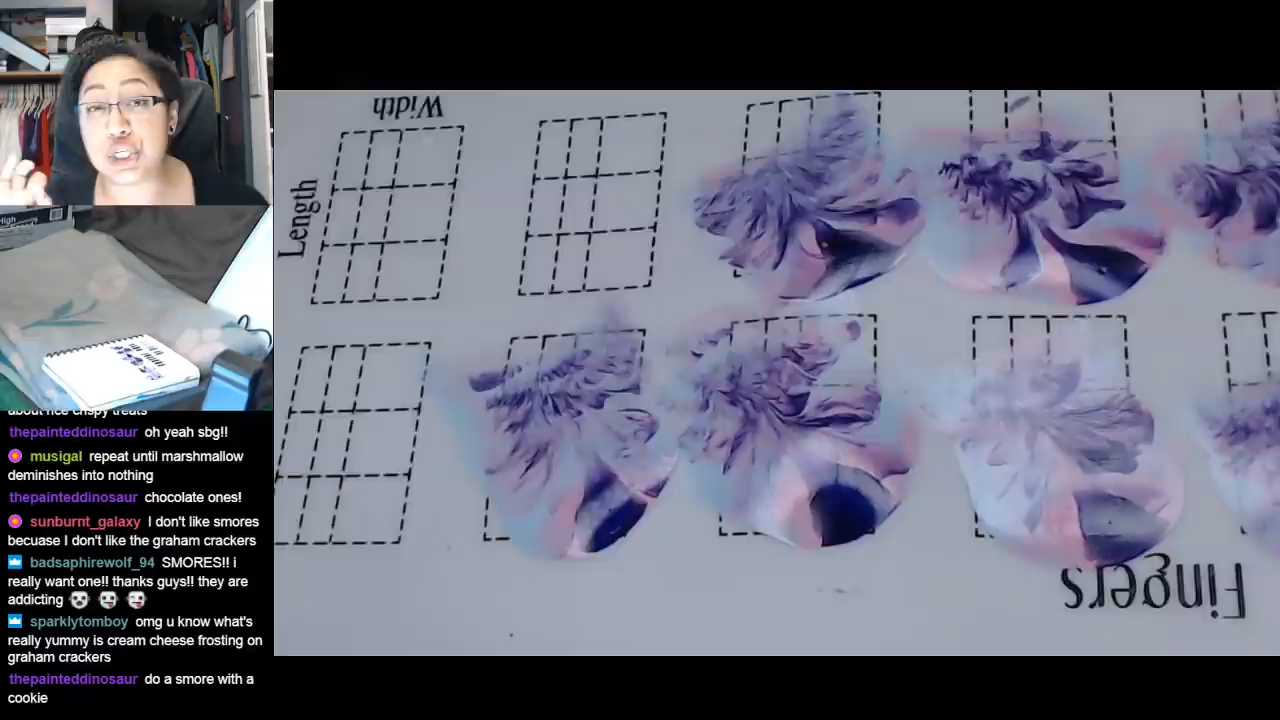 Width
Length
High
about rice crispy treats
thepainteddinosaur oh yeah sbg!!
musigal repeat until marshmallow
deminishes into nothing
thepainteddinosaur chocolate ones!
sunburnt_galaxy I don't like smores
becuase I don't like the graham crackers
badsaphirewolf_94 SMORES!! i
really want one!! thanks guys!! they are
addicting
sparklytomboy omg u know what's
really yummy is cream cheese frosting on
graham crackers
thepainteddinosaur do a smore with a
cookie
Fingers